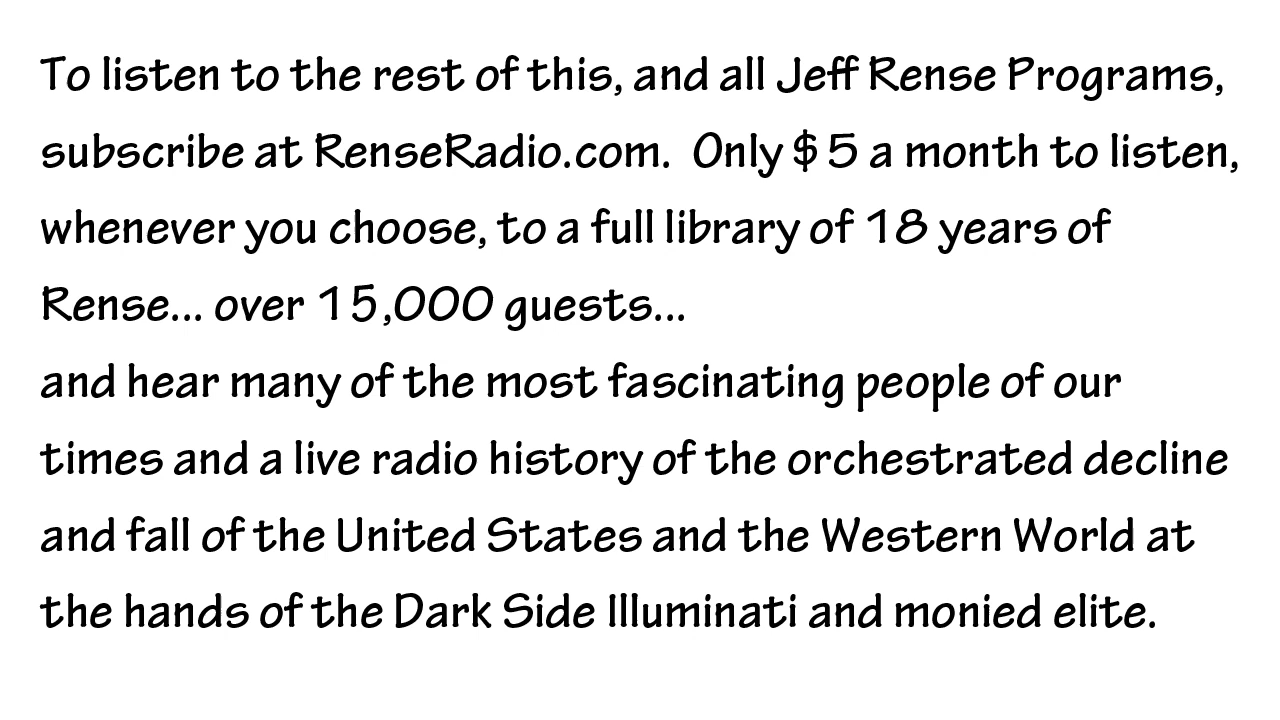 To listen to the rest of this, and all Jeff Rense Programs,
subscribe at RenseRadio.com.  Only $5 a month to listen,
whenever you choose, to a full library of 18 years of
Rense... over 15,000 guests...
and hear many of the most fascinating people of our
times and a live radio history of the orchestrated decline
and fall of the United States and the Western World at
the hands of the Dark Side Illuminati and monied elite.